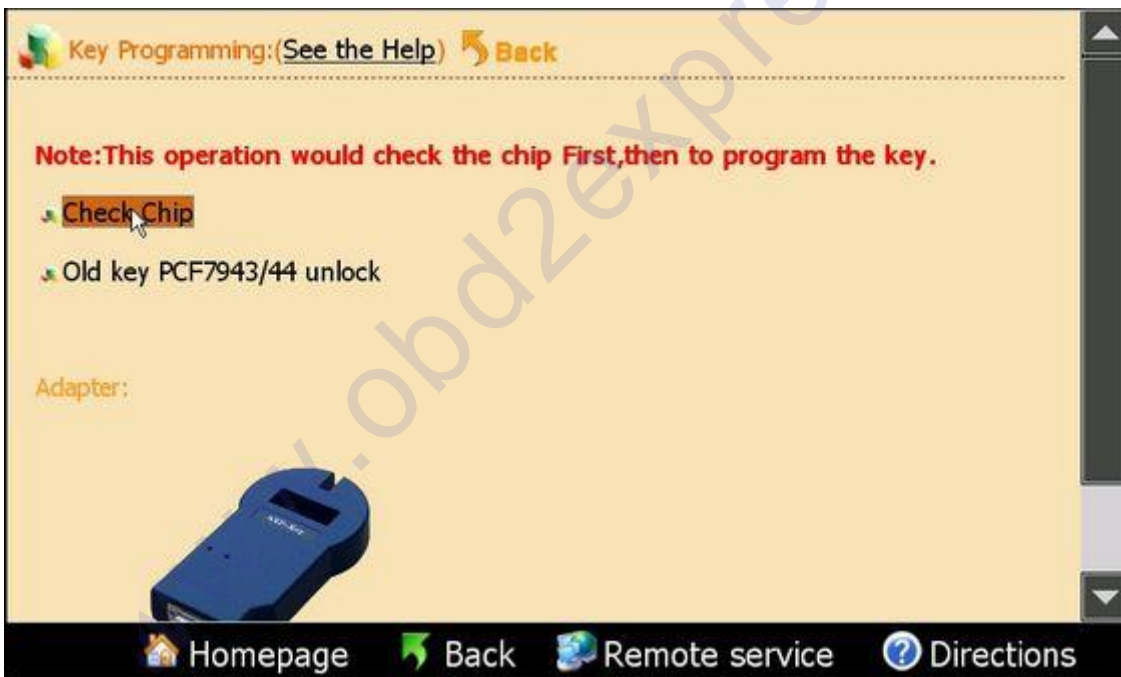 Key Programming:(See the Help) Back
Note:This operation would check the chip First,then to program the key.
Check Chip
Old key PCF7943/44 unlock
Adapter:
Homepage Back Remote service Directions
.obd2expre